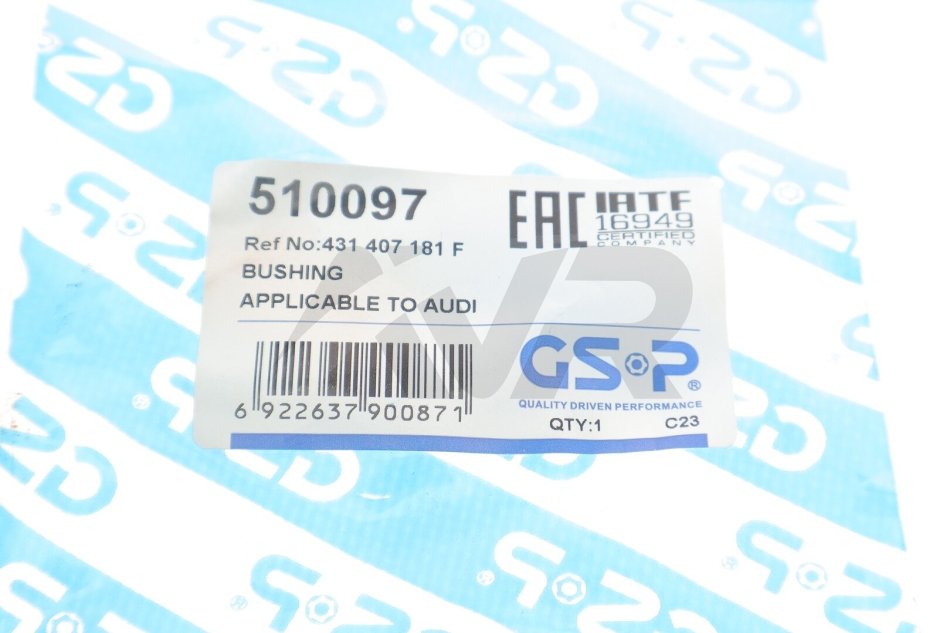 510097
EAC
IATF
16949
CERTIFIED
COMPANY
Ref No:431 407 181 F
BUSHING
APPLICABLE TO AUDI
NVR
6 922637 900871
GSP®
QUALITY DRIVEN PERFORMANCE
QTY:1
C23